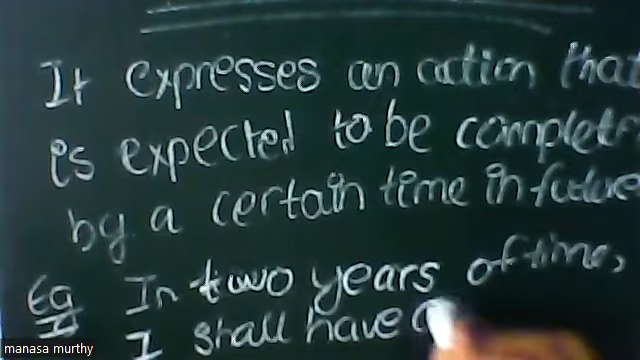 It expresses an action that
is expected to be complet
by a certain time in future
Eg In two years of time,
I shall have
manasa murthy